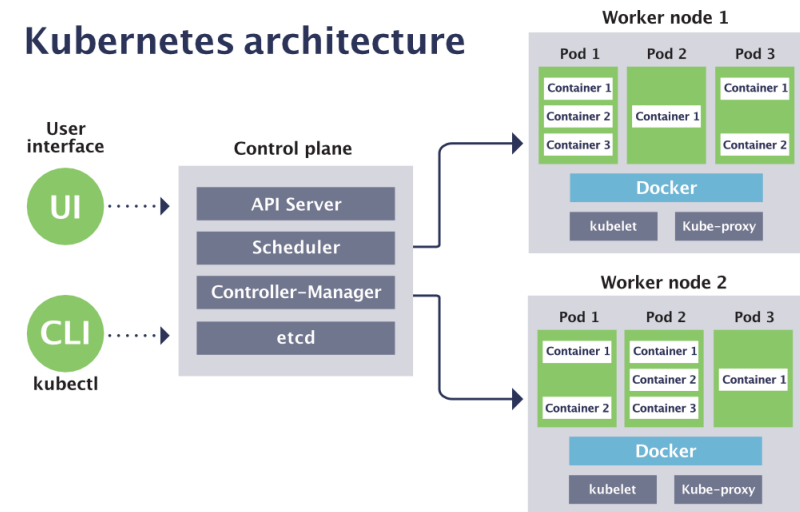 Kubernetes architecture
User
interface
UI
CLI
kubectl
Control plane
API Server
Scheduler
Controller-Manager
etcd
Worker node 1
Pod 1
Container 1
Container 2
Container 3
Pod 2
Container 1
Pod 3
Container 1
Container 2
Docker
kubelet
Kube-proxy
Worker node 2
Pod 1
Container 1
Container 2
Pod 2
Container 1
Container 2
Container 3
Pod 3
Container 1
Docker
kubelet
Kube-proxy